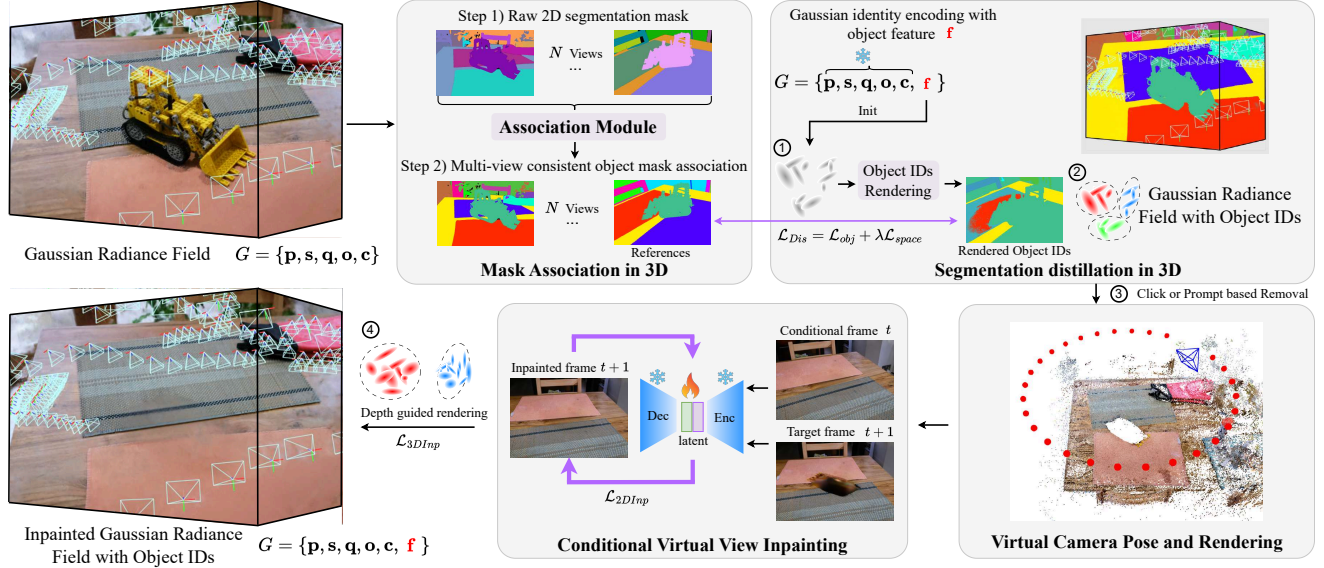 Gaussian Radiance Field G = {p, s, q, o, c}
Step 1) Raw 2D segmentation mask
N Views
...
Association Module
Step 2) Multi-view consistent object mask association
N Views
...
References
Mask Association in 3D
Gaussian identity encoding with
object feature f
G = {p, s, q, o, c, f }
Init
①
Object IDs
Rendering
②
Gaussian Radiance
Field with Object IDs
ℒ_Dis = ℒ_obj + λℒ_space
Rendered Object IDs
Segmentation distillation in 3D
③ Click or Prompt based Removal
Virtual Camera Pose and Rendering
Conditional frame t
Target frame t + 1
Inpainted frame t + 1
Dec
Enc
latent
ℒ_2DInp
Conditional Virtual View Inpainting
④
Depth guided rendering
ℒ_3DInp
Inpainted Gaussian Radiance
Field with Object IDs
G = {p, s, q, o, c, f }